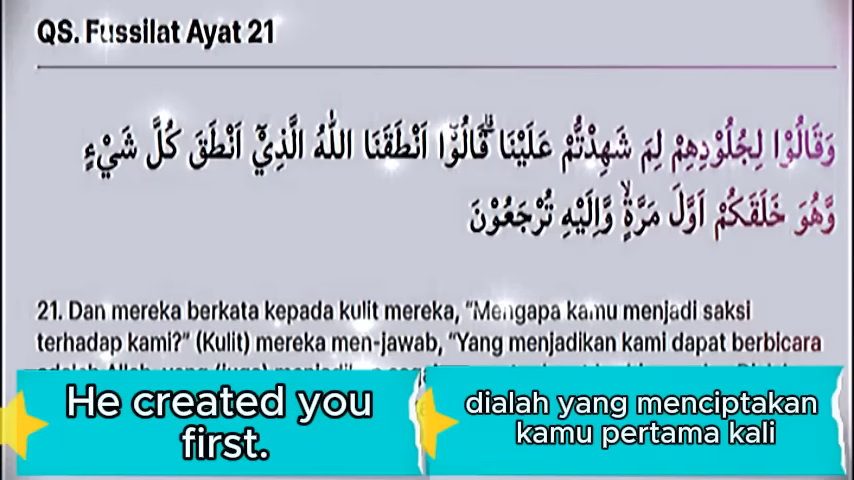 QS. Fussilat Ayat 21
وَقَالُوْا لِجُلُوْدِهِمْ لِمَ شَهِدْتُّمْ عَلَيْنَا ۗقَالُوْٓا اَنْطَقَنَا اللّٰهُ الَّذِيْٓ اَنْطَقَ كُلَّ شَيْءٍ
وَّهُوَ خَلَقَكُمْ اَوَّلَ مَرَّةٍۙ وَّاِلَيْهِ تُرْجَعُوْنَ
21. Dan mereka berkata kepada kulit mereka, “Mengapa kamu menjadi saksi
terhadap kami?” (Kulit) mereka men-jawab, “Yang menjadikan kami dapat berbicara
He created you
first.
dialah yang menciptakan
kamu pertama kali